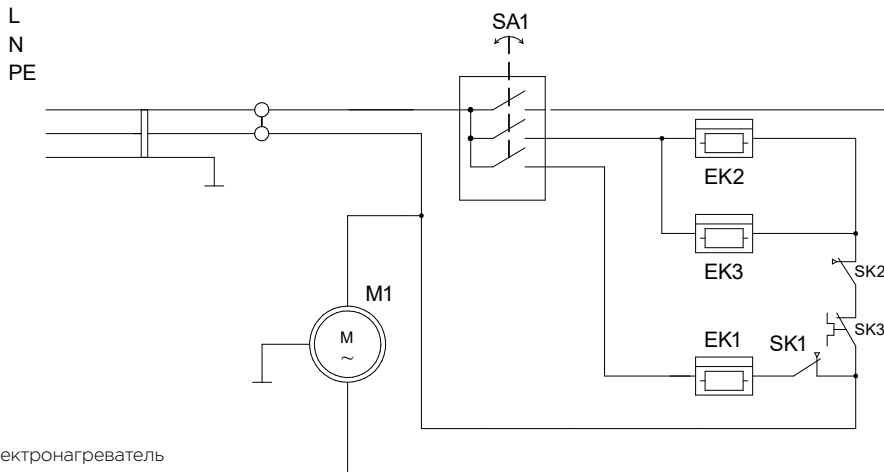 L
N
PE
SA1
EK2
EK3
SK2
M1
M
~
SK3
EK1
SK1
ектронагреватель